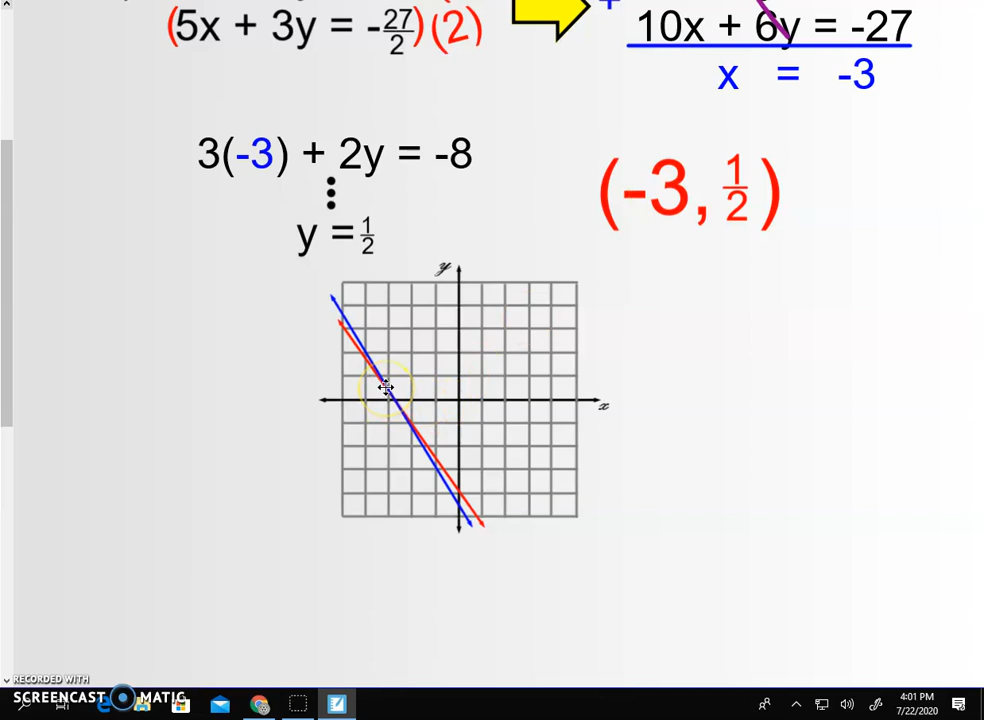 (5x + 3y = -27/2)(2)
10x + 6y = -27
x = -3
3(-3) + 2y = -8
(-3, 1/2)
⋮
y = 1/2
y
x
RECORDED WITH
SCREENCAST MATIC
4:01 PM
7/22/2020